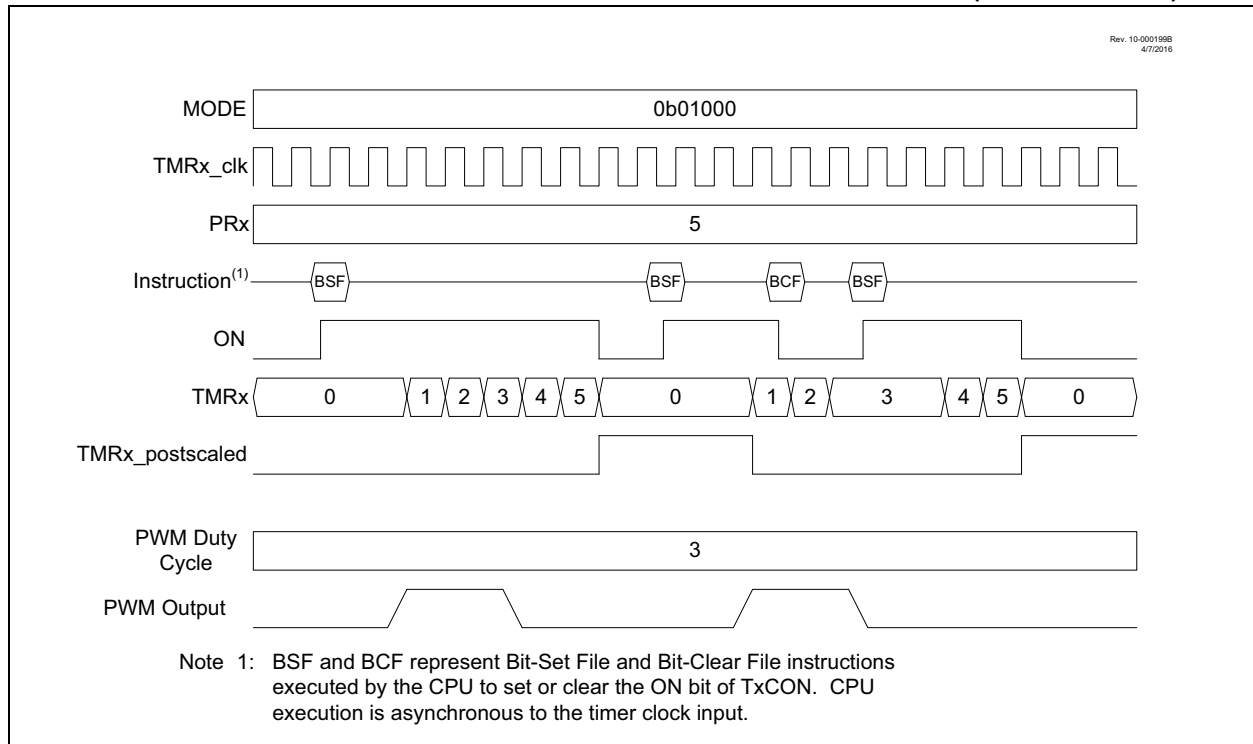 Rev. 10-000199B
4/7/2016
MODE 0b01000
TMRx_clk
PRx 5
Instruction(1) BSF BSF BCF BSF
ON
TMRx 0 1 2 3 4 5 0 1 2 3 4 5 0
TMRx_postscaled
PWM Duty
Cycle 3
PWM Output
Note 1: BSF and BCF represent Bit-Set File and Bit-Clear File instructions
executed by the CPU to set or clear the ON bit of TxCON. CPU
execution is asynchronous to the timer clock input.